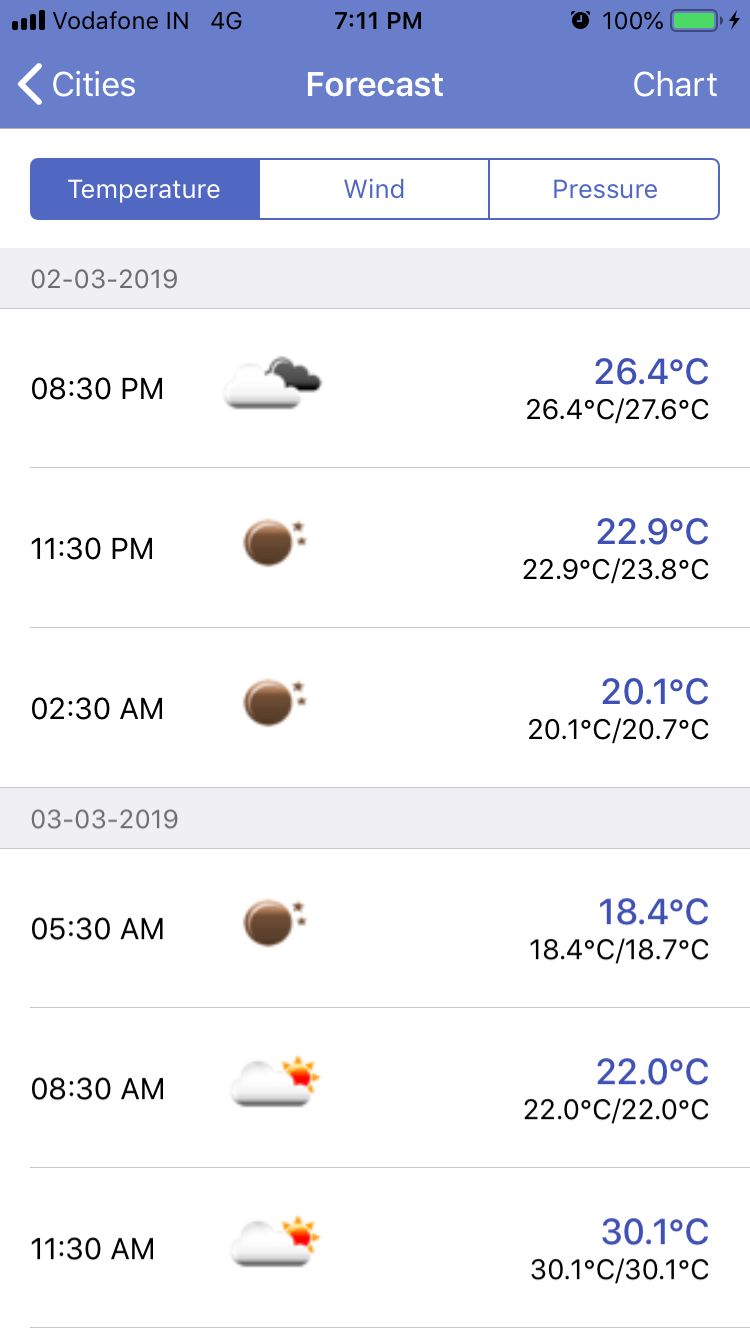 Vodafone IN 4G 7:11 PM 100%
Cities Forecast Chart
Temperature Wind Pressure
02-03-2019
08:30 PM 26.4°C
26.4°C/27.6°C
11:30 PM 22.9°C
22.9°C/23.8°C
02:30 AM 20.1°C
20.1°C/20.7°C
03-03-2019
05:30 AM 18.4°C
18.4°C/18.7°C
08:30 AM 22.0°C
22.0°C/22.0°C
11:30 AM 30.1°C
30.1°C/30.1°C